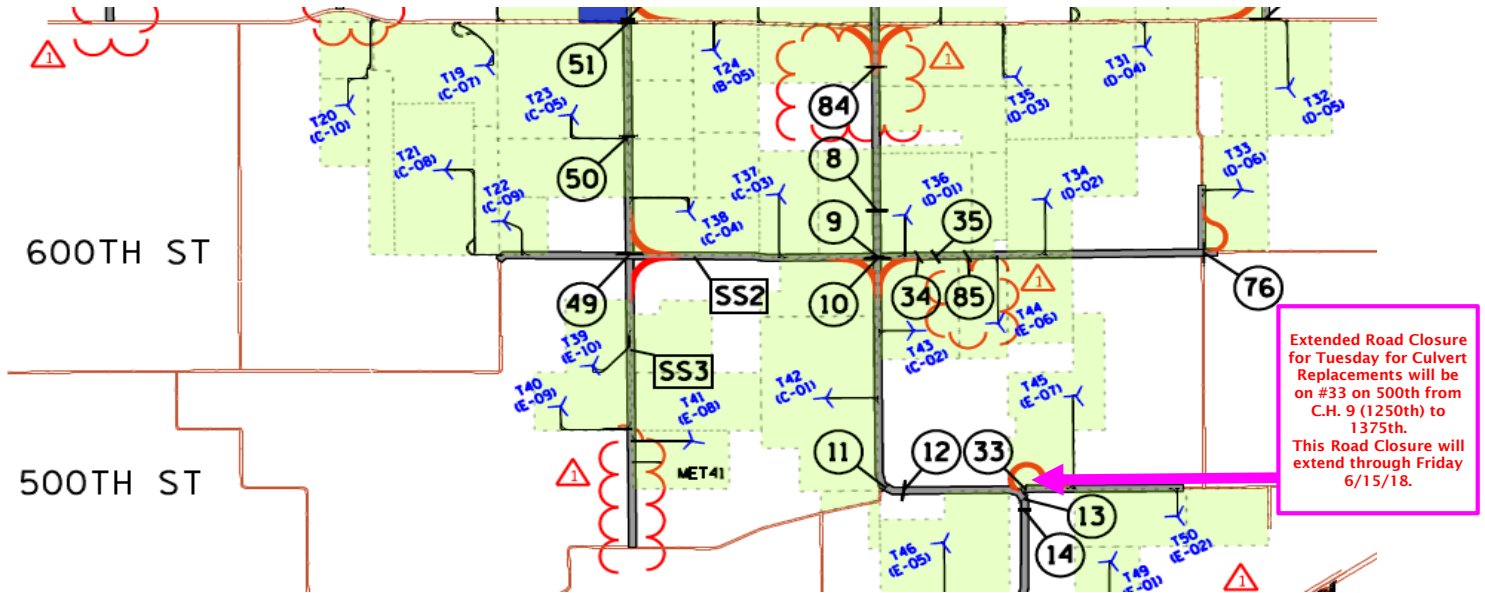 1
1
51
T19
(C-07)
T24
(B-05)
T31
(D-04)
T20
(C-10)
T23
(C-05)
84
T35
(D-03)
T32
(D-05)
T21
(C-08)
50
8
T33
(D-06)
T22
(C-09)
T37
(C-03)
T34
(D-02)
T36
(D-01)
T38
(C-04)
9
35
600TH ST
49
SS2
10
34
85
1
76
T44
(E-06)
T39
(E-10)
T43
(C-02)
SS3
T40
(E-09)
T41
(E-08)
T42
(C-01)
T45
(E-07)
Extended Road Closure
for Tuesday for Culvert
Replacements will be
on #33 on 500th from
C.H. 9 (1250th) to
1375th.
This Road Closure will
extend through Friday
6/15/18.
500TH ST
1
MET41
11
12
33
13
14
T50
(E-02)
T46
(E-05)
T49
(E-01)
1